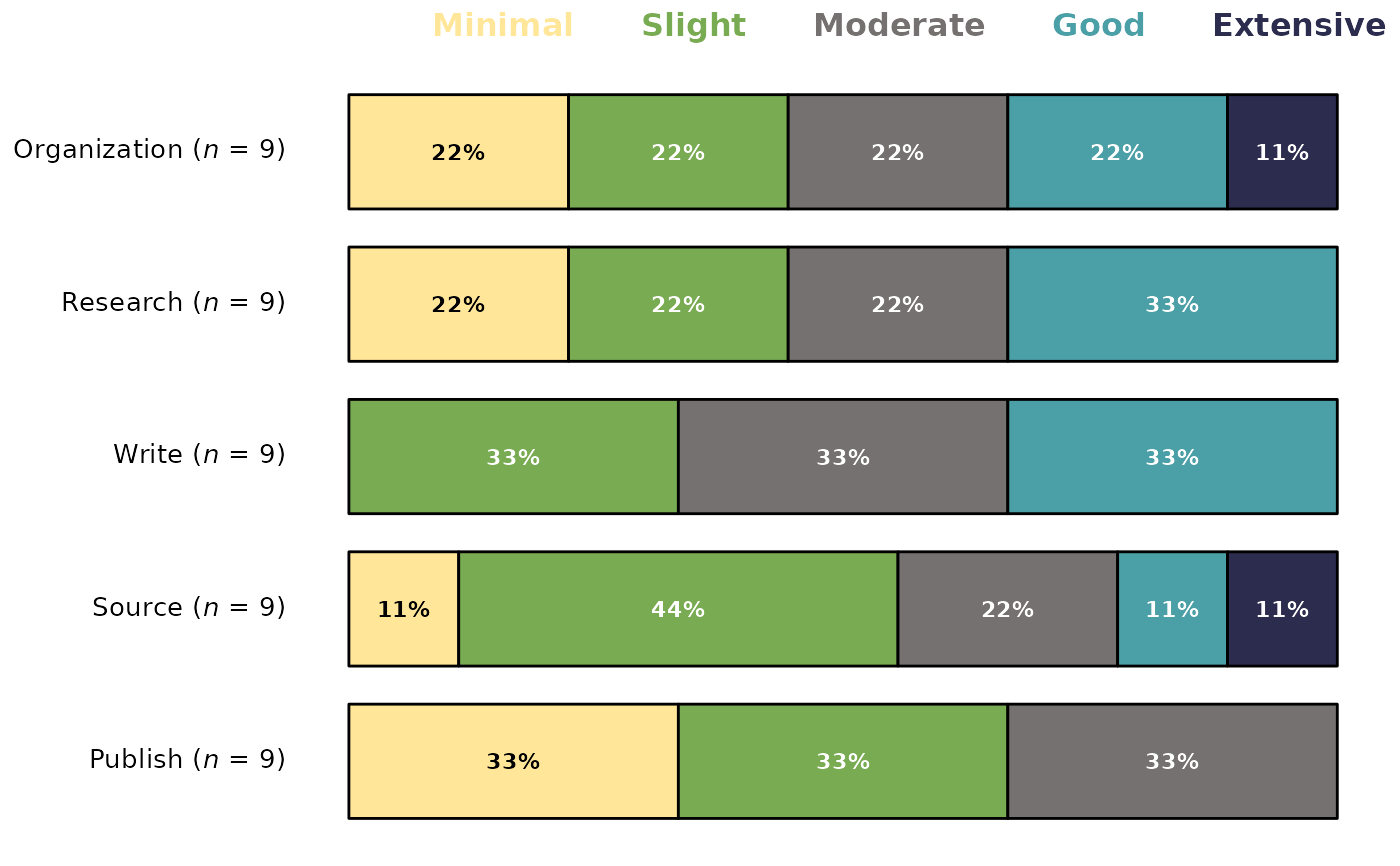 Minimal Slight Moderate Good Extensive
Organization (n = 9) 22% 22% 22% 22% 11%
Research (n = 9) 22% 22% 22% 33%
Write (n = 9) 33% 33% 33%
Source (n = 9) 11% 44% 22% 11% 11%
Publish (n = 9) 33% 33% 33%